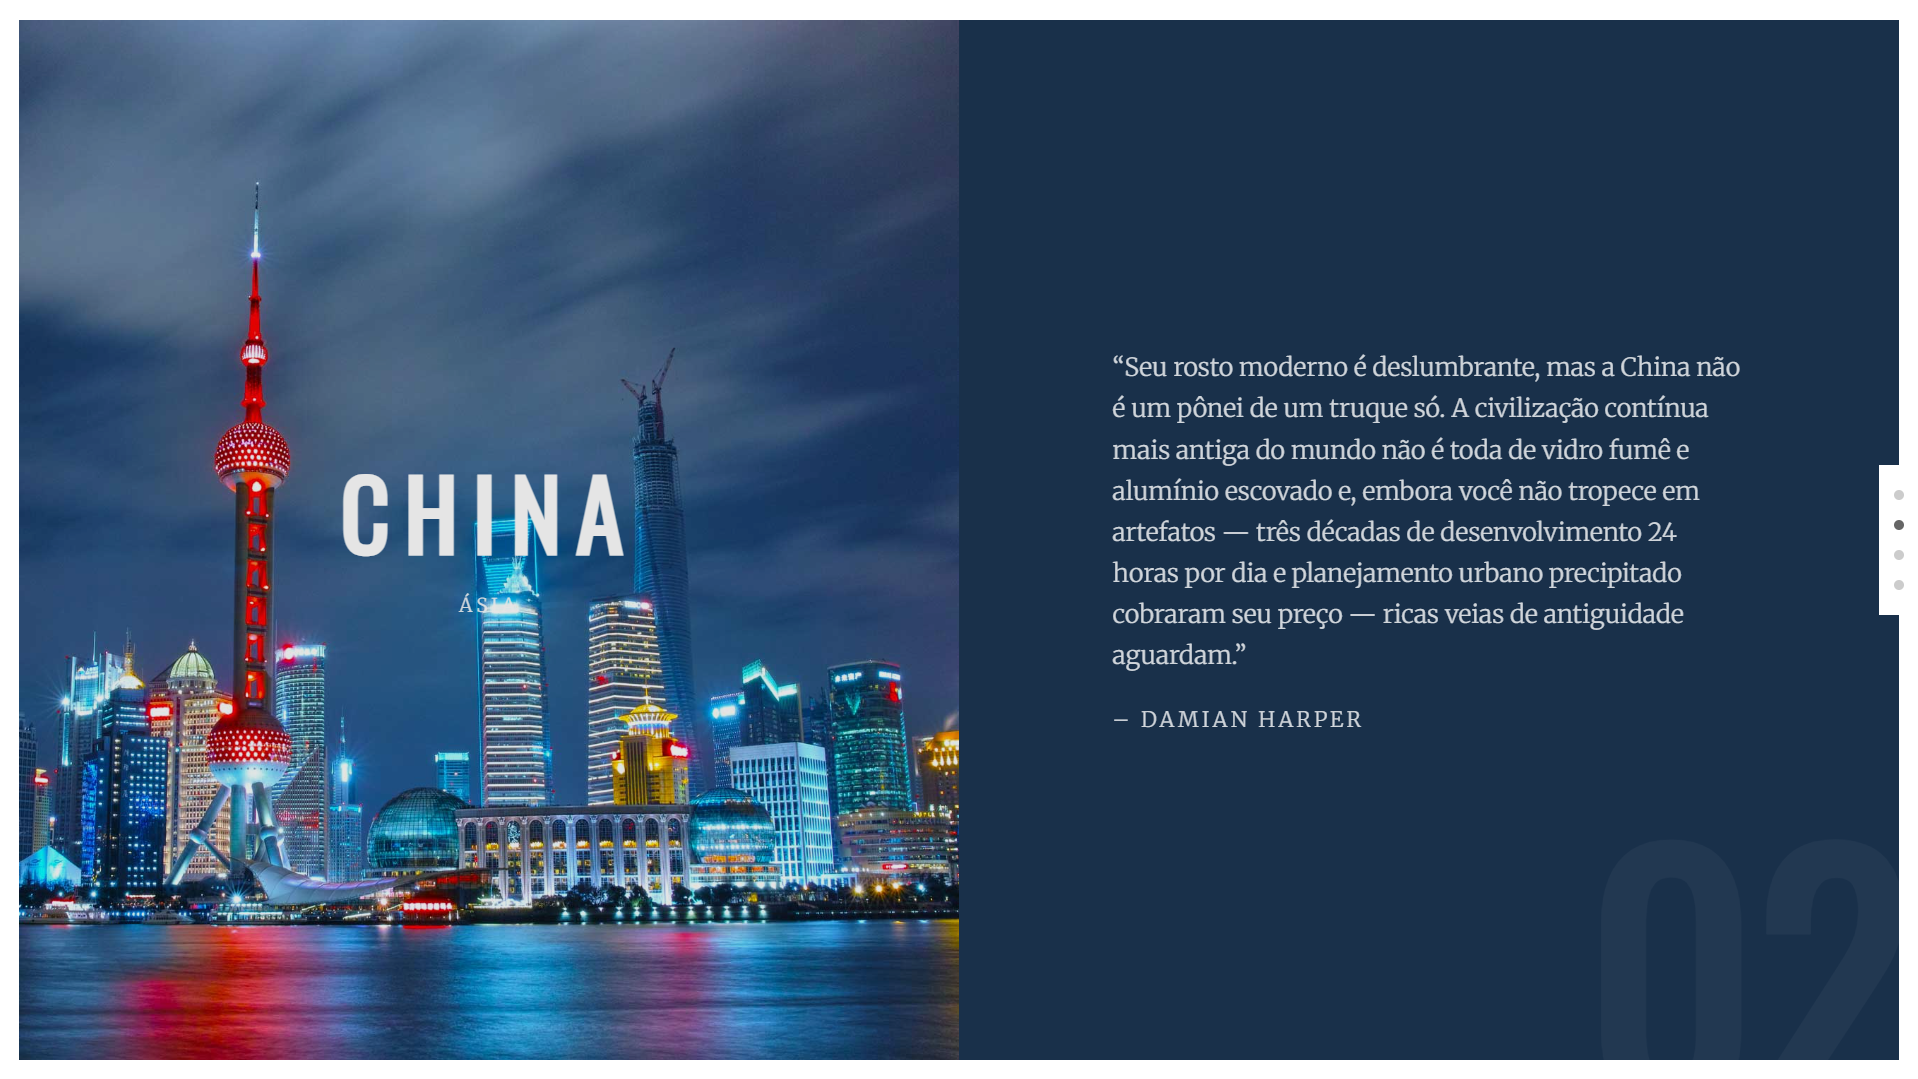 CHINA
ÁSIA
“Seu rosto moderno é deslumbrante, mas a China não
é um pônei de um truque só. A civilização contínua
mais antiga do mundo não é toda de vidro fumê e
alumínio escovado e, embora você não tropece em
artefatos — três décadas de desenvolvimento 24
horas por dia e planejamento urbano precipitado
cobraram seu preço — ricas veias de antiguidade
aguardam.”
– DAMIAN HARPER
02